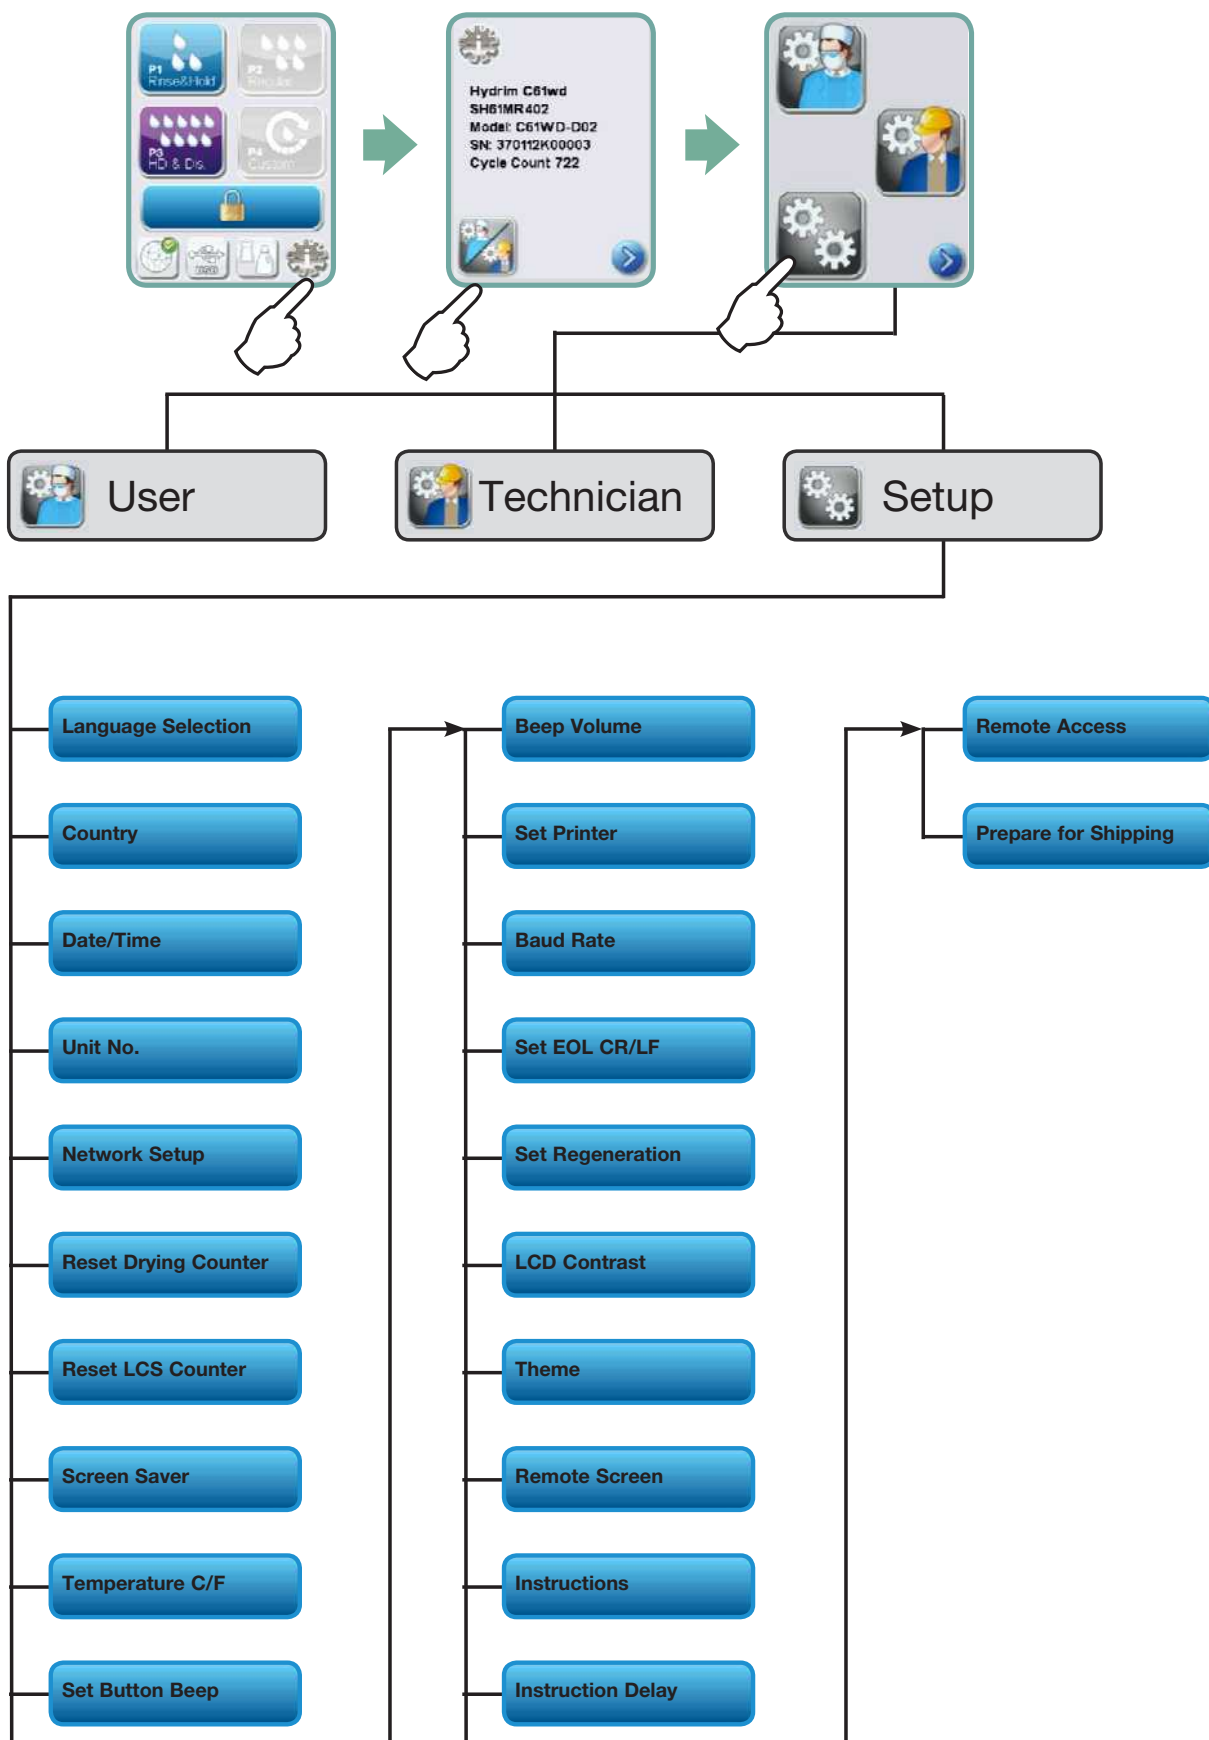 P1
Rinse&Hold
P2
Regular
P3
HD & Dis.
P4
Custom
USB
Hydrim C61wd
SH61MR402
Model: C61WD-D02
SN: 370112K00003
Cycle Count 722
User
Technician
Setup
Language Selection
Country
Date/Time
Unit No.
Network Setup
Reset Drying Counter
Reset LCS Counter
Screen Saver
Temperature C/F
Set Button Beep
Beep Volume
Set Printer
Baud Rate
Set EOL CR/LF
Set Regeneration
LCD Contrast
Theme
Remote Screen
Instructions
Instruction Delay
Remote Access
Prepare for Shipping